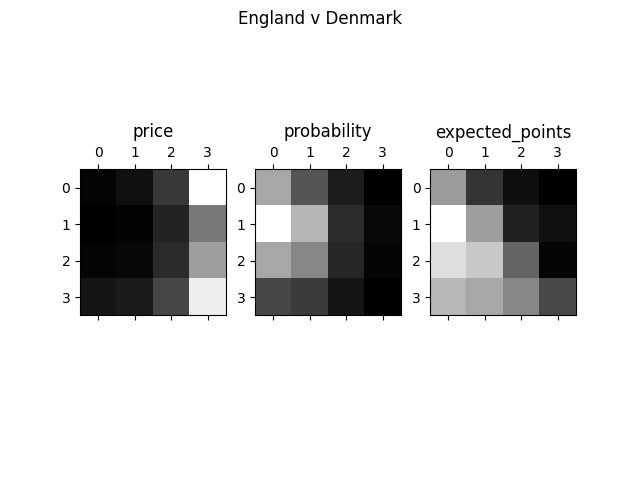 England v Denmark
price probability expected_points
0 1 2 3 0 1 2 3 0 1 2 3
0 0 0
1 1 1
2 2 2
3 3 3